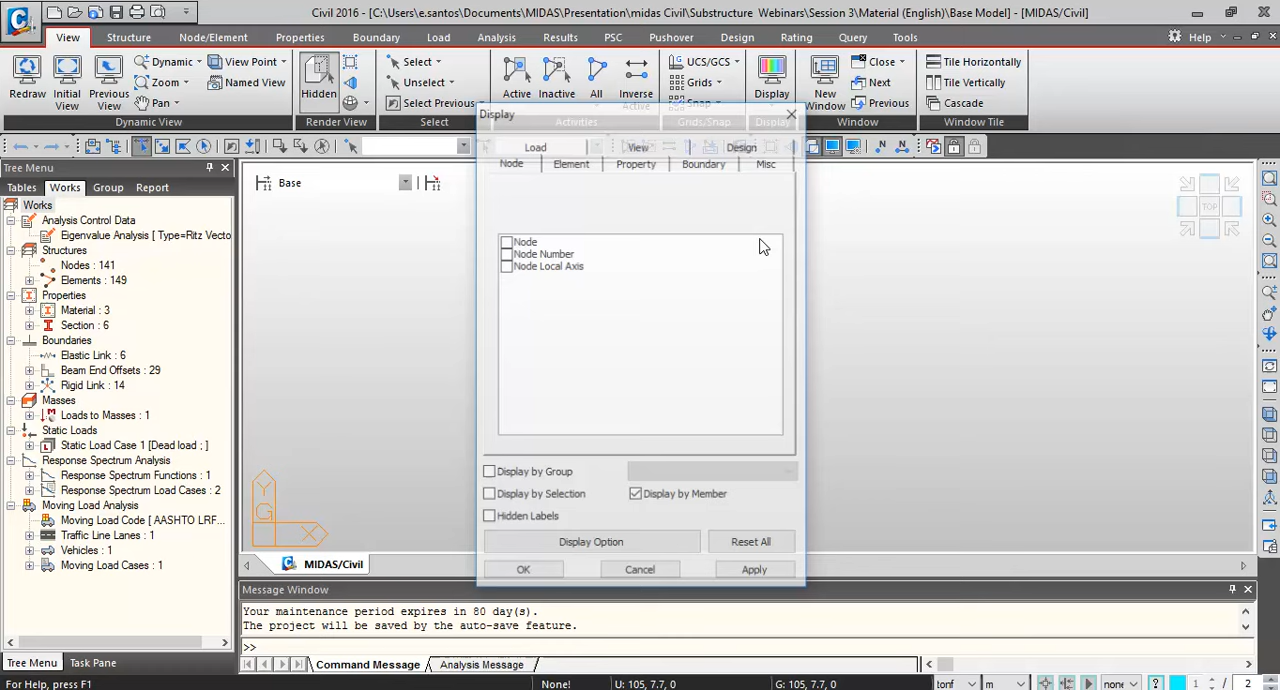 Civil 2016 - [C:\Users\e.santos\Documents\MIDAS\Presentation\midas Civil\Substructure Webinars\Session 3\Material (English)\Base Model] - [MIDAS/Civil]
View Structure Node/Element Properties Boundary Load Analysis Results PSC Pushover Design Rating Query Tools Help
Redraw Initial View Previous View Dynamic Zoom Pan View Point Named View
Hidden
Select Unselect Select Previous
Active Inactive All Inverse Active
UCS/GCS Grids Snap
Display
New Window Close Next Previous
Tile Horizontally
Tile Vertically
Cascade
Dynamic View Render View Select Activities Grids/Snap Display Window Window Tile
Tree Menu
Tables Works Group Report
Works
Analysis Control Data
Eigenvalue Analysis [ Type=Ritz Vecto
Structures
Nodes : 141
Elements : 149
Properties
Material : 3
Section : 6
Boundaries
Elastic Link : 6
Beam End Offsets : 29
Rigid Link : 14
Masses
Loads to Masses : 1
Static Loads
Static Load Case 1 [Dead load ; ]
Response Spectrum Analysis
Response Spectrum Functions : 1
Response Spectrum Load Cases : 2
Moving Load Analysis
Moving Load Code [ AASHTO LRF...
Traffic Line Lanes : 1
Vehicles : 1
Moving Load Cases : 1
Tree Menu Task Pane
Base
TOP
Y
G X
Display
Load View Design
Node Element Property Boundary Misc
Node
Node Number
Node Local Axis
Display by Group
Display by Selection Display by Member
Hidden Labels
Display Option Reset All
OK Cancel Apply
MIDAS/Civil
Message Window
Your maintenance period expires in 80 day(s).
The project will be saved by the auto-save feature.
>>
Command Message Analysis Message
For Help, press F1 None! U: 105, 7.7, 0 G: 105, 7.7, 0 tonf m none ? 1 / 2